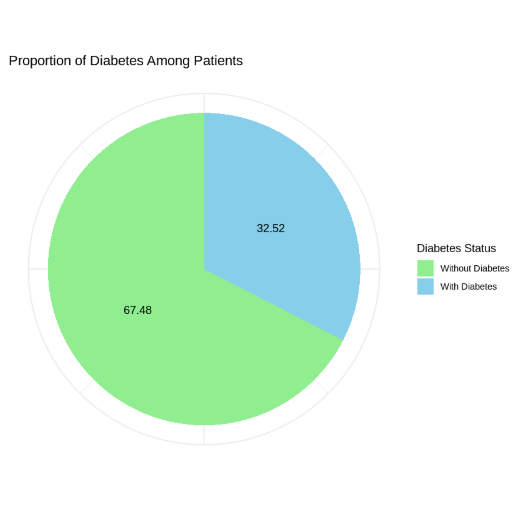 Proportion of Diabetes Among Patients
32.52
67.48
Diabetes Status
Without Diabetes
With Diabetes